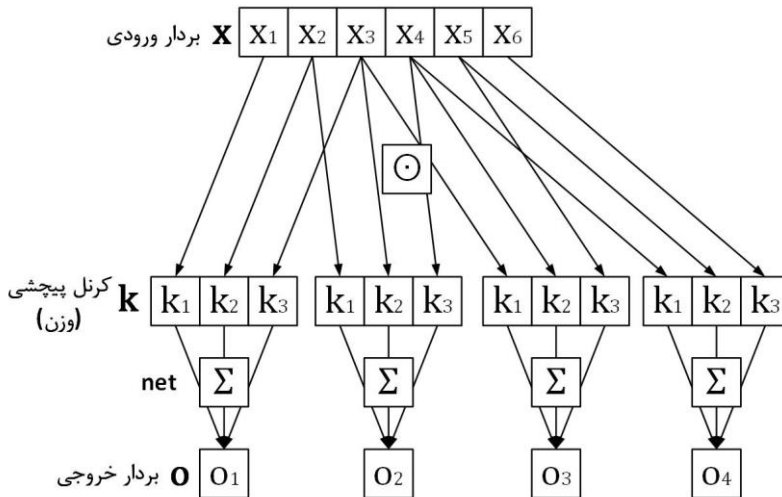 بردار ورودی x x1 x2 x3 x4 x5 x6
⊙
کرنل پیچشی
(وزن)
k k1 k2 k3 k1 k2 k3 k1 k2 k3 k1 k2 k3
net Σ Σ Σ Σ
بردار خروجی o o1 o2 o3 o4